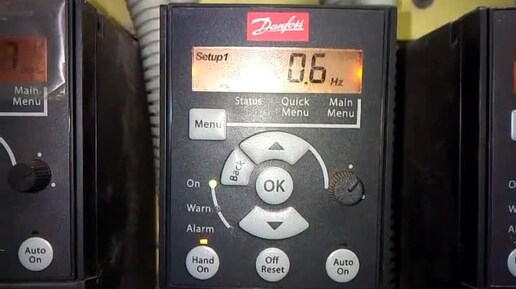 Danfoss
Setup1
0.6 Hz
Status
Quick
Menu
Main
Menu
Menu
Back
OK
On
Warn
Alarm
Hand
On
Off
Reset
Auto
On
Main
Menu
Auto
On